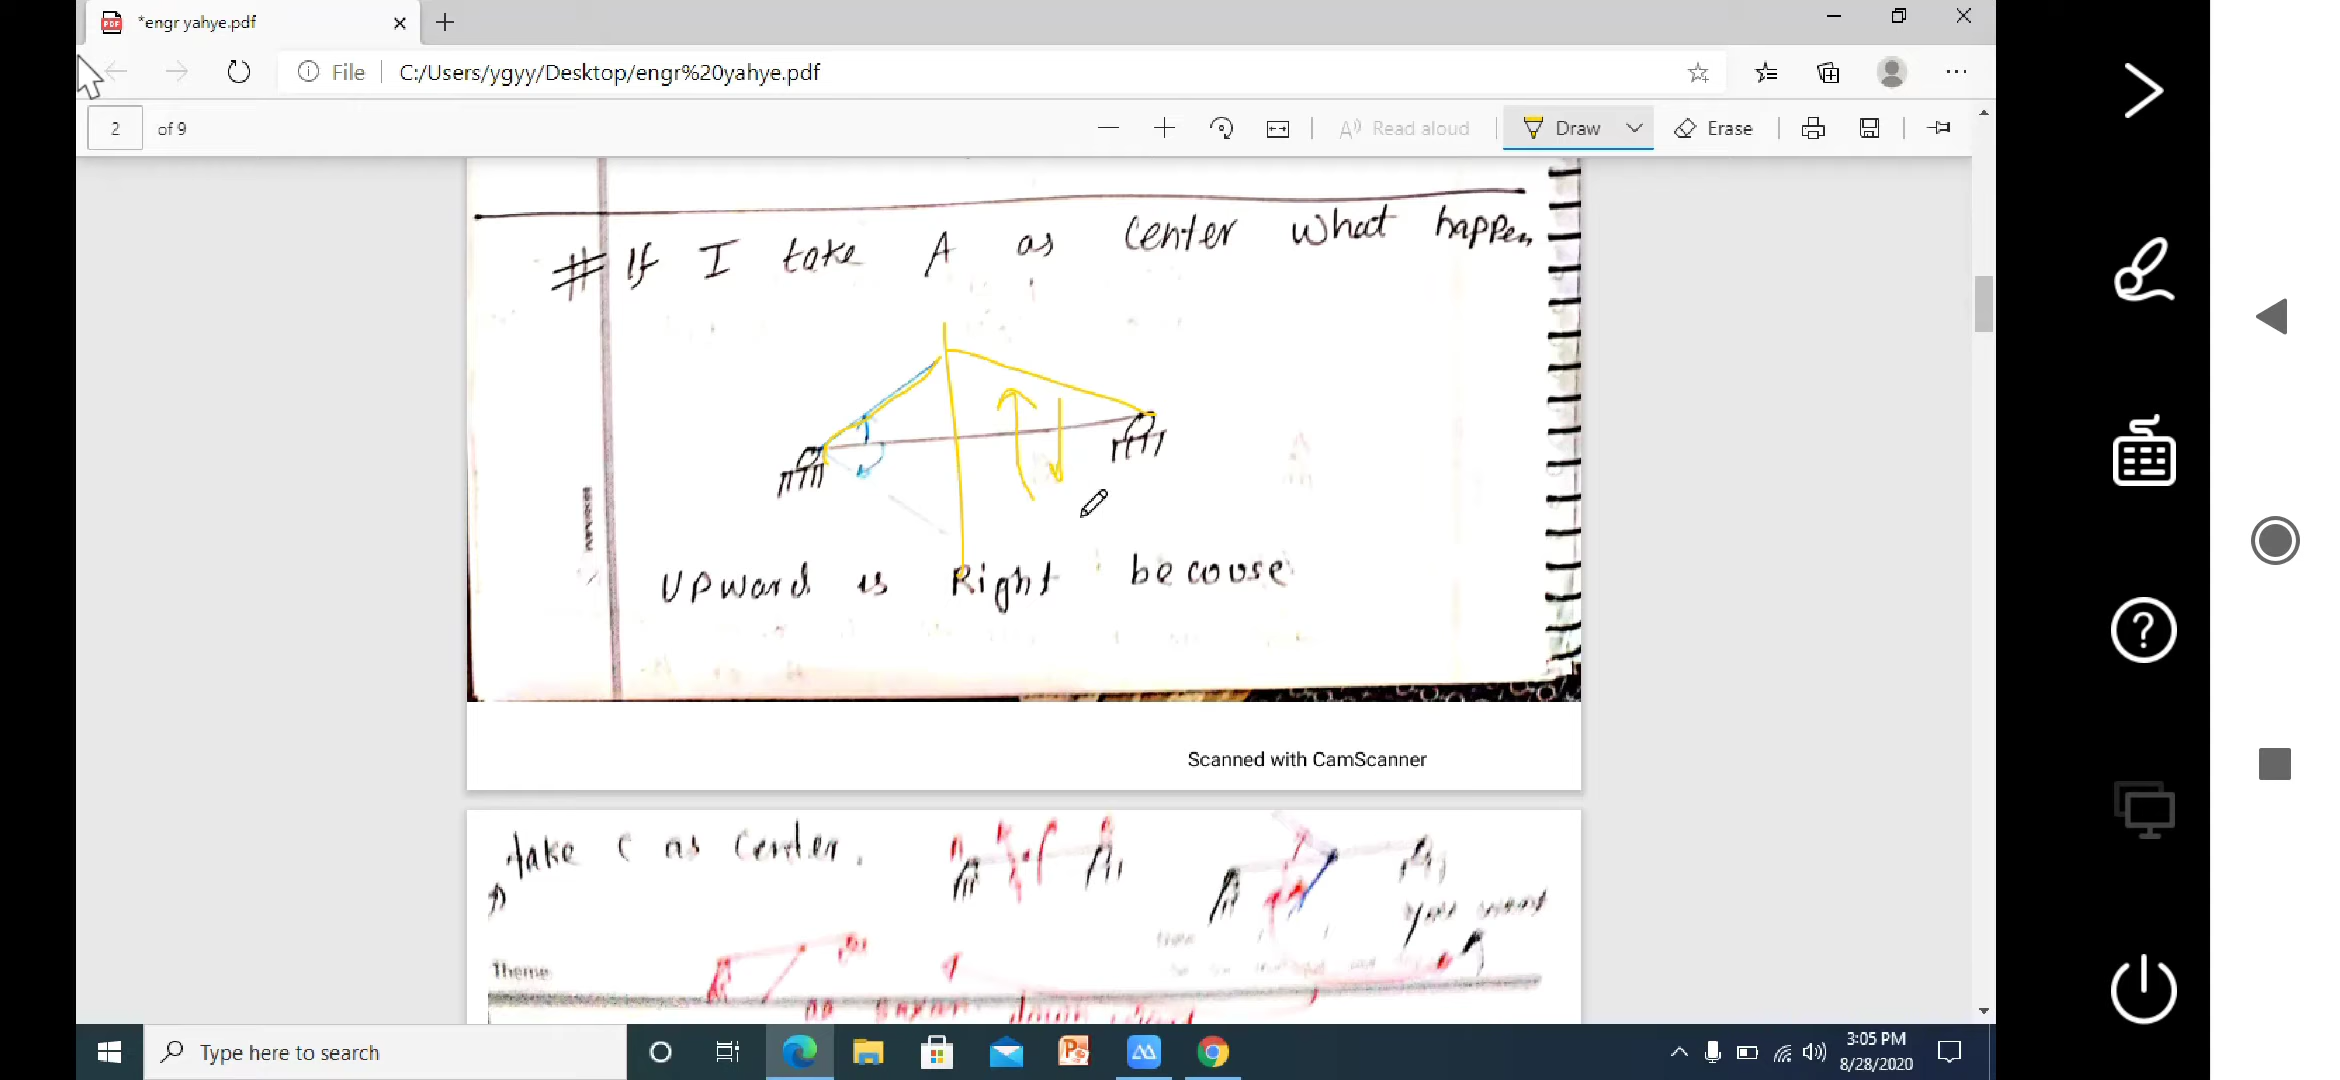 *engr yahye.pdf
File
C:/Users/ygyy/Desktop/engr%20yahye.pdf
2
of 9
Read aloud
Draw
Erase
# If I take A as Center what happen
UPward is Right because
Scanned with CamScanner
take C as Center.
You
Theme
Type here to search
3:05 PM
8/28/2020